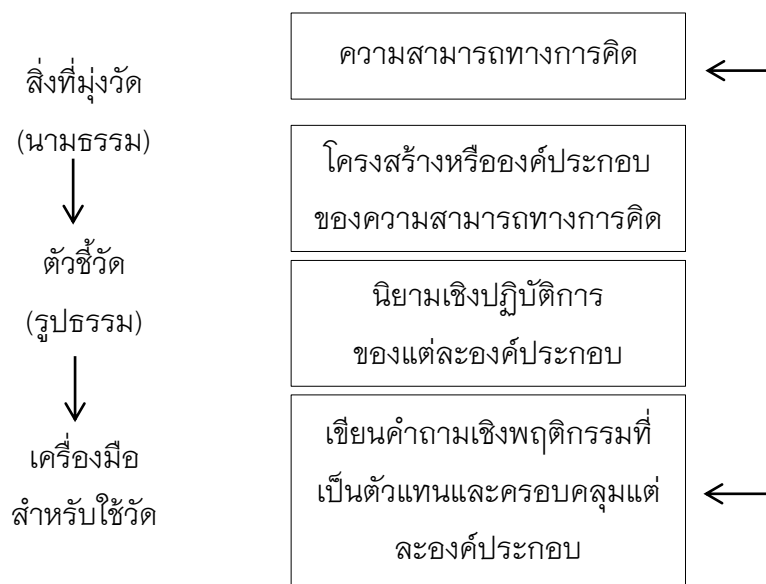 สิ่งที่มุ่งวัด
(นามธรรม)
ตัวชี้วัด
(รูปธรรม)
เครื่องมือ
สำหรับใช้วัด
ความสามารถทางการคิด
โครงสร้างหรือองค์ประกอบ
ของความสามารถทางการคิด
นิยามเชิงปฏิบัติการ
ของแต่ละองค์ประกอบ
เขียนคำถามเชิงพฤติกรรมที่
เป็นตัวแทนและครอบคลุมแต่
ละองค์ประกอบ